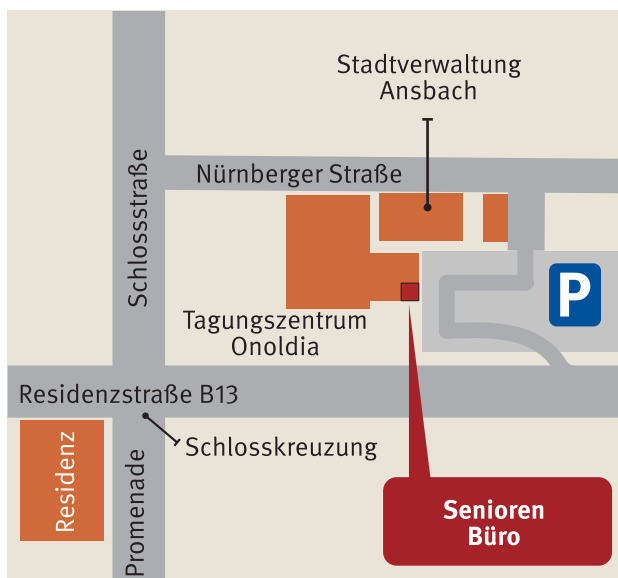 Stadtverwaltung
Ansbach
Nürnberger Straße
Schlossstraße
P
Tagungszentrum
Onoldia
Residenzstraße B13
Schlosskreuzung
Residenz
Promenade
Senioren
Büro